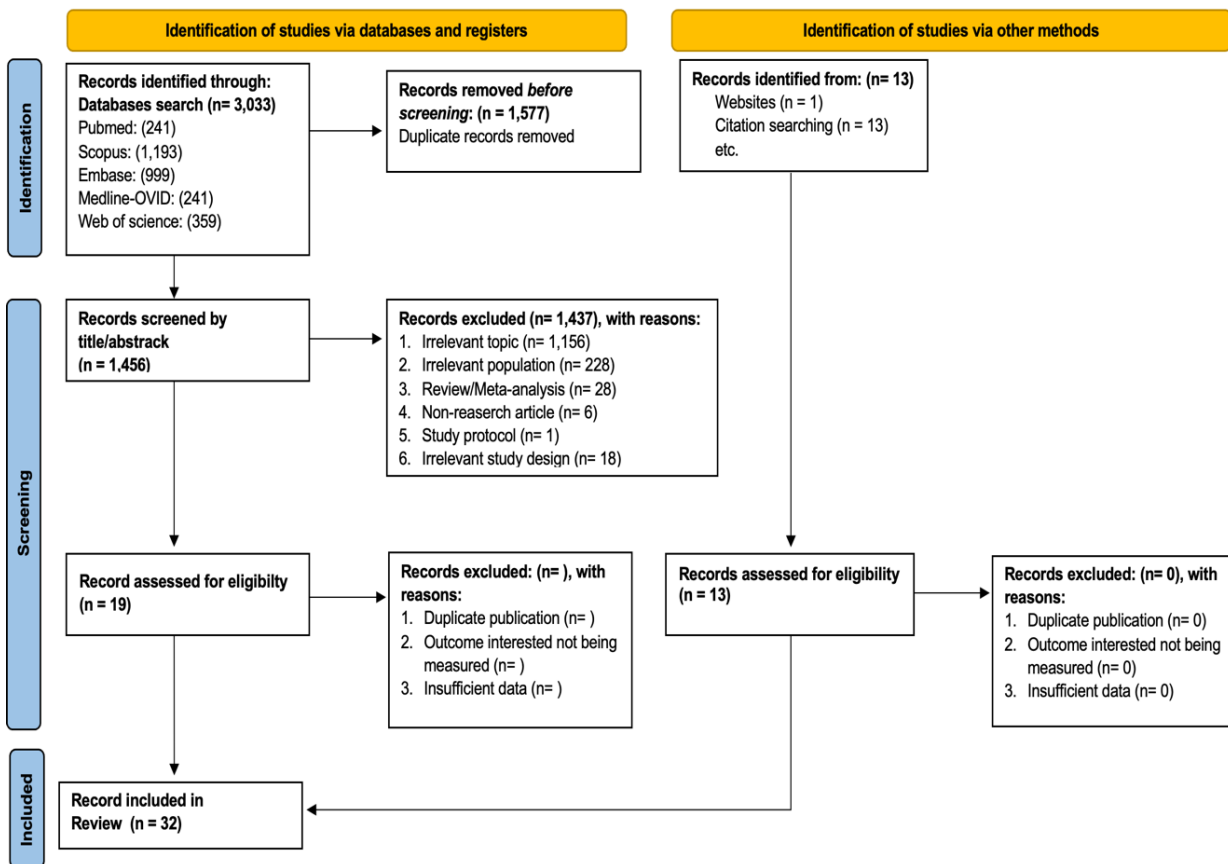 Identification of studies via databases and registers
Identification of studies via other methods
Identification
Records identified through:
Databases search (n= 3,033)
Pubmed: (241)
Scopus: (1,193)
Embase: (999)
Medline-OVID: (241)
Web of science: (359)
Records removed before
screening: (n = 1,577)
Duplicate records removed
Records identified from: (n= 13)
Websites (n = 1)
Citation searching (n = 13)
etc.
Screening
Records screened by
title/abstrack
(n = 1,456)
Records excluded (n= 1,437), with reasons:
1. Irrelevant topic (n= 1,156)
2. Irrelevant population (n= 228)
3. Review/Meta-analysis (n= 28)
4. Non-reaserch article (n= 6)
5. Study protocol (n= 1)
6. Irrelevant study design (n= 18)
Record assessed for eligibilty
(n = 19)
Records excluded: (n= ), with
reasons:
1. Duplicate publication (n= )
2. Outcome interested not being
measured (n= )
3. Insufficient data (n= )
Records assessed for eligibility
(n = 13)
Records excluded: (n= 0), with
reasons:
1. Duplicate publication (n= 0)
2. Outcome interested not being
measured (n= 0)
3. Insufficient data (n= 0)
Included
Record included in
Review (n = 32)